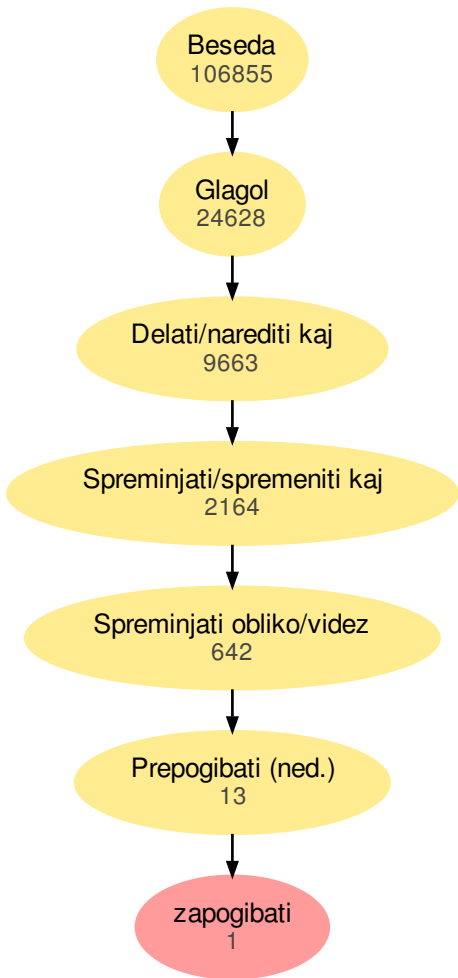 Beseda
106855
Glagol
24628
Delati/narediti kaj
9663
Spreminjati/spremeniti kaj
2164
Spreminjati obliko/videz
642
Prepogibati (ned.)
13
zapogibati
1